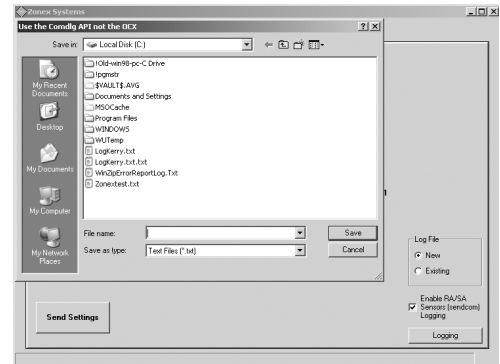 Zonex Systems
Use the Comdlg API not the OCX
Save in:
Local Disk (C:)
My Recent Documents
Desktop
My Documents
My Computer
My Network Places
!Old-win98-pc-C Drive
!pgmstr
$VAULT$.AVG
Documents and Settings
MSOCache
Program Files
WINDOWS
WUTemp
LogKerry.txt
LogKerry.txt.txt
WinZipErrorReportLog.Txt
Zonextest.txt
File name:
Save
Save as type:
Text Files (*.txt)
Cancel
Log File
New
Existing
Enable RA/SA
Sensors (sendcom)
Logging
Send Settings
Logging